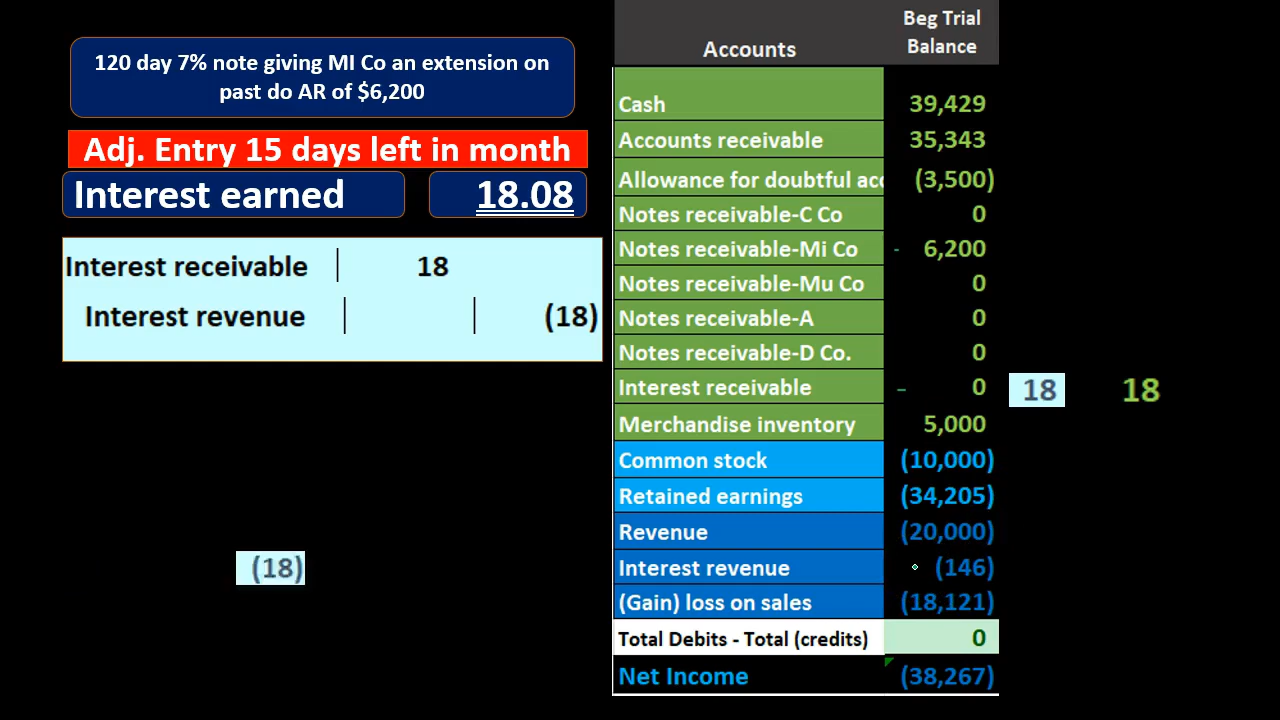 120 day 7% note giving MI Co an extension on
past do AR of $6,200
Adj. Entry 15 days left in month
Interest earned 18.08
Interest receivable 18
Interest revenue (18)
(18)
Accounts Beg Trial Balance
Cash 39,429
Accounts receivable 35,343
Allowance for doubtful acc (3,500)
Notes receivable-C Co 0
Notes receivable-Mi Co - 6,200
Notes receivable-Mu Co 0
Notes receivable-A 0
Notes receivable-D Co. 0
Interest receivable - 0 18 18
Merchandise inventory 5,000
Common stock (10,000)
Retained earnings (34,205)
Revenue (20,000)
Interest revenue (146)
(Gain) loss on sales (18,121)
Total Debits - Total (credits) 0
Net Income (38,267)